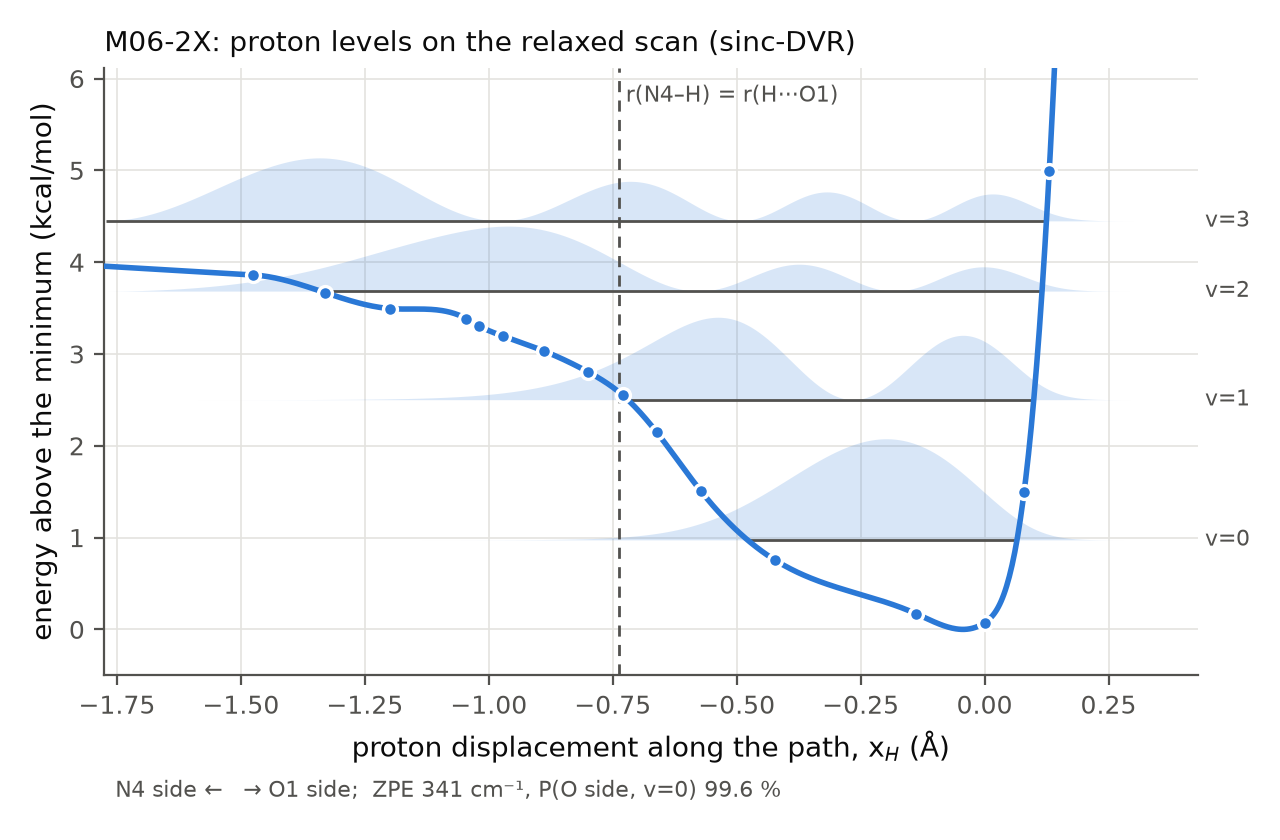 M06-2X: proton levels on the relaxed scan (sinc-DVR)
energy above the minimum (kcal/mol)
6
5
4
3
2
1
0
r(N4–H) = r(H···O1)
v=3
v=2
v=1
v=0
−1.75 −1.50 −1.25 −1.00 −0.75 −0.50 −0.25 0.00 0.25
proton displacement along the path, x_H (Å)
N4 side ← → O1 side; ZPE 341 cm⁻¹, P(O side, v=0) 99.6 %